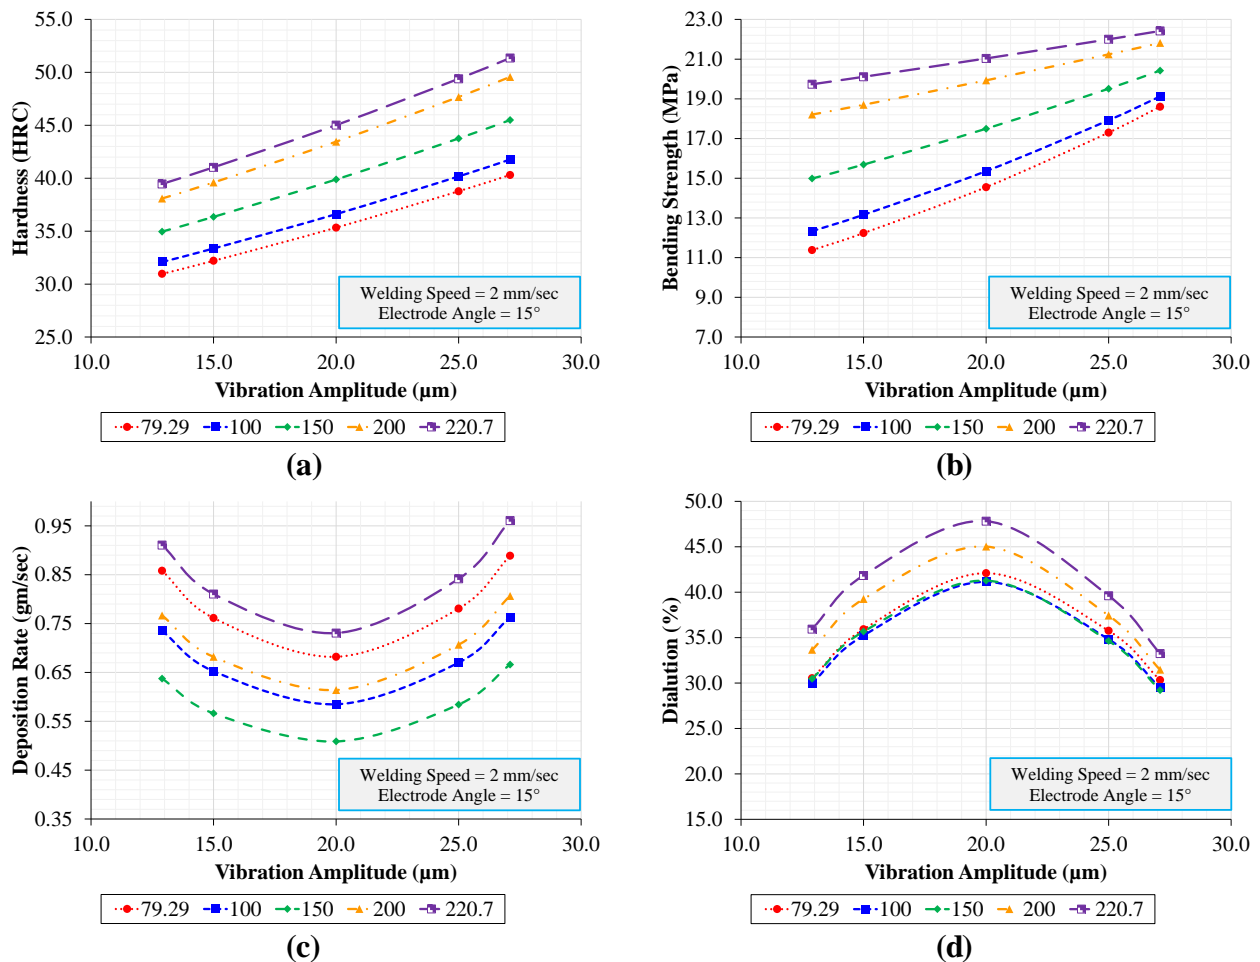 55.0
50.0
45.0
40.0
35.0
30.0
25.0
Hardness (HRC)
10.0 15.0 20.0 25.0 30.0
Vibration Amplitude (µm)
Welding Speed = 2 mm/sec
Electrode Angle = 15°
79.29 100 150 200 220.7
(a)
23.0
21.0
19.0
17.0
15.0
13.0
11.0
9.0
7.0
Bending Strength (MPa)
10.0 15.0 20.0 25.0 30.0
Vibration Amplitude (µm)
Welding Speed = 2 mm/sec
Electrode Angle = 15°
79.29 100 150 200 220.7
(b)
0.95
0.85
0.75
0.65
0.55
0.45
0.35
Deposition Rate (gm/sec)
10.0 15.0 20.0 25.0 30.0
Vibration Amplitude (µm)
Welding Speed = 2 mm/sec
Electrode Angle = 15°
79.29 100 150 200 220.7
(c)
50.0
45.0
40.0
35.0
30.0
25.0
20.0
15.0
Dialution (%)
10.0 15.0 20.0 25.0 30.0
Vibration Amplitude (µm)
Welding Speed = 2 mm/sec
Electrode Angle = 15°
79.29 100 150 200 220.7
(d)